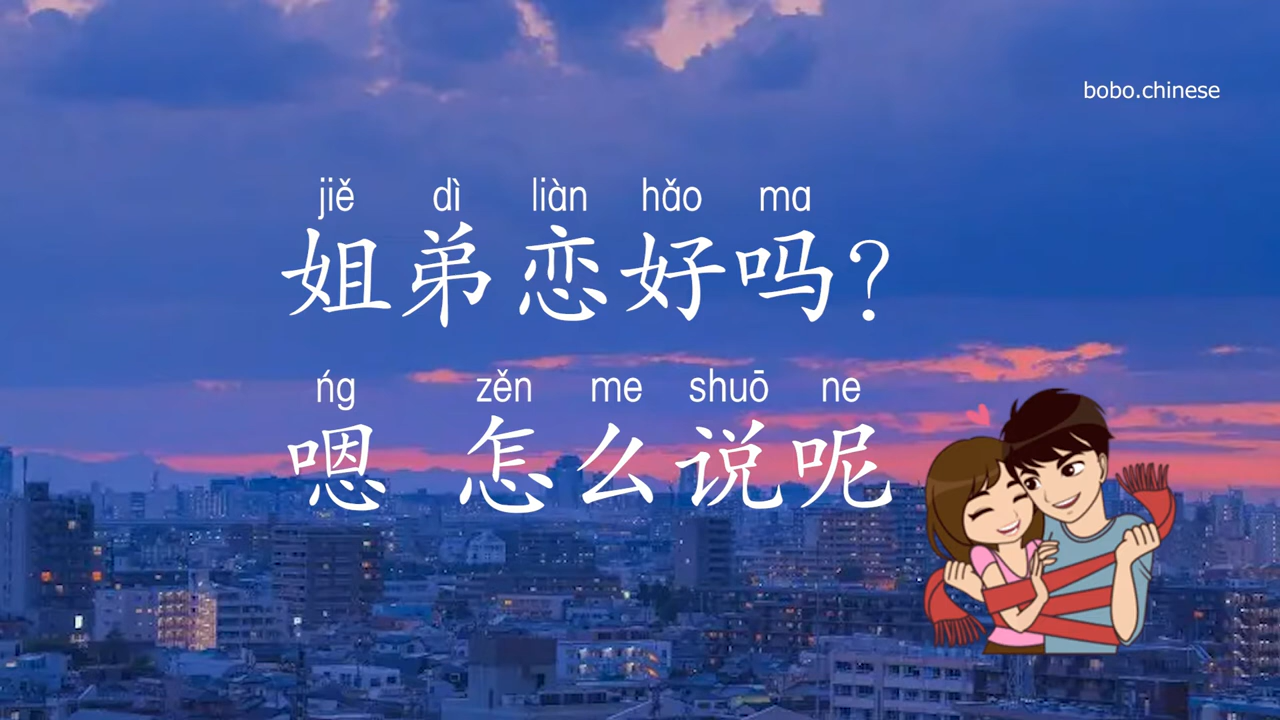 bobo.chinese
jiě dì liàn hǎo ma
姐弟恋好吗?
ńg zěn me shuō ne
嗯 怎么说呢